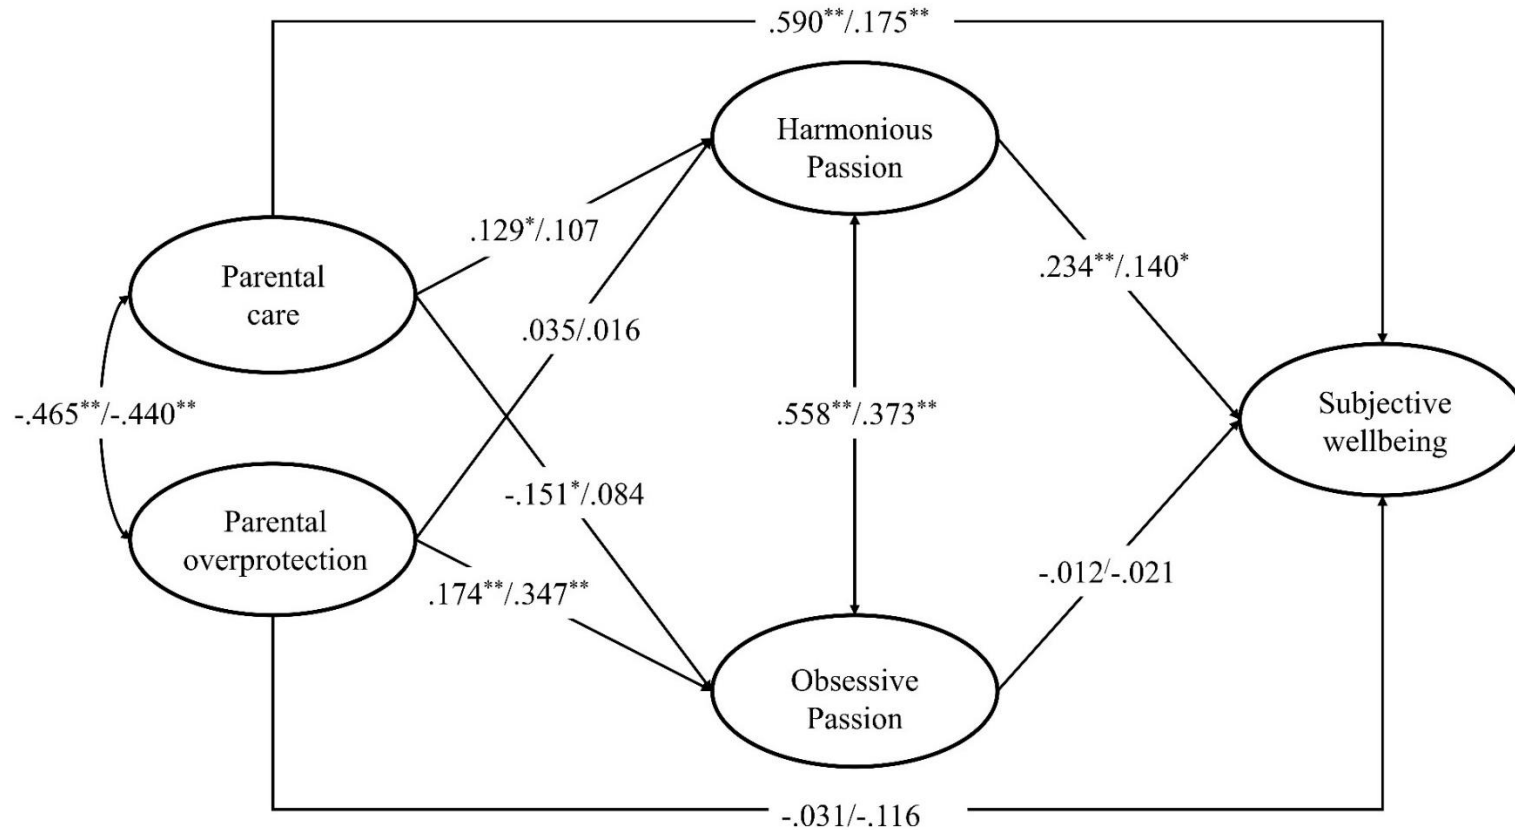 .590**/.175**
Harmonious
Passion
.129*/.107
.234**/.140*
Parental
care
.035/.016
-.465**/-.440**
.558**/.373**
Subjective
wellbeing
-.151*/.084
Parental
overprotection
.174**/.347**
-.012/-.021
Obsessive
Passion
-.031/-.116